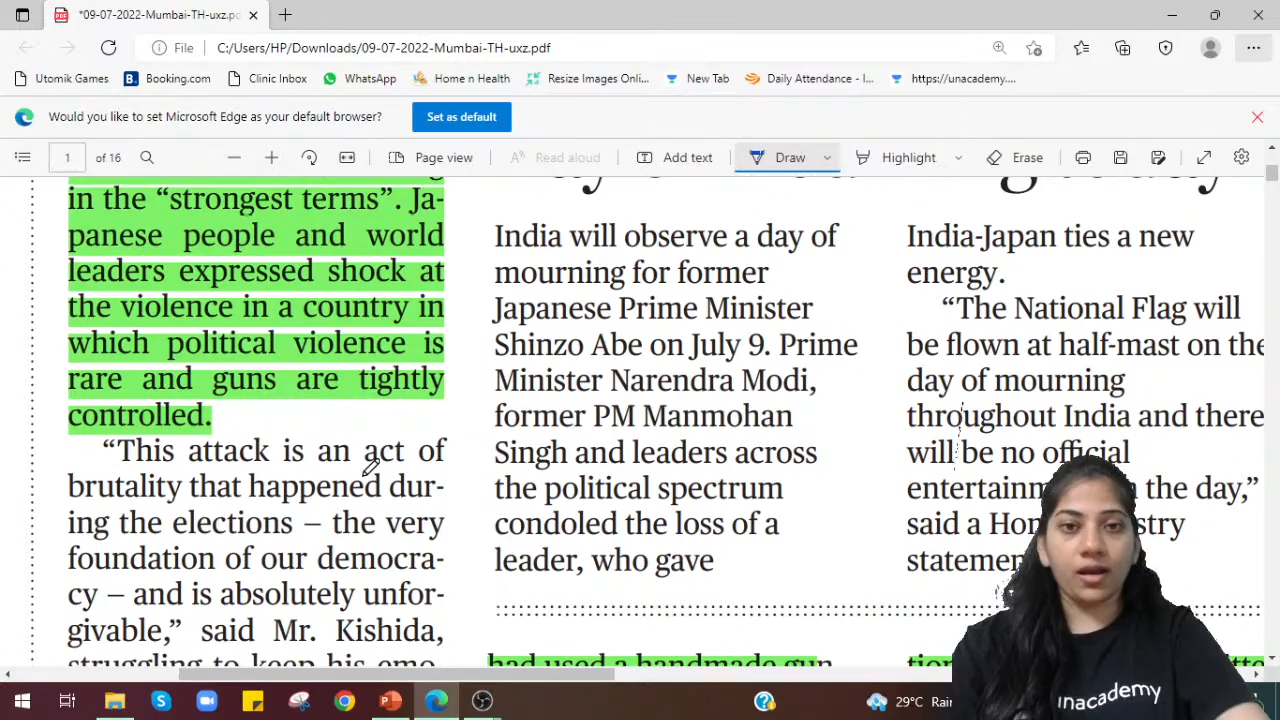 *09-07-2022-Mumbai-TH-uxz.pd
File C:/Users/HP/Downloads/09-07-2022-Mumbai-TH-uxz.pdf
Utomik Games Booking.com Clinic Inbox WhatsApp Home n Health Resize Images Onl... New Tab Daily Attendance - I... https://unacademy....
Would you like to set Microsoft Edge as your default browser? Set as default
1 of 16 Page view Read aloud Add text Draw Highlight Erase
in the “strongest terms”. Ja-
panese people and world
leaders expressed shock at
the violence in a country in
which political violence is
rare and guns are tightly
controlled.
“This attack is an act of
brutality that happened dur-
ing the elections – the very
foundation of our democra-
cy – and is absolutely unfor-
givable,” said Mr. Kishida,
struggling to keep his emo-
India will observe a day of
mourning for former
Japanese Prime Minister
Shinzo Abe on July 9. Prime
Minister Narendra Modi,
former PM Manmohan
Singh and leaders across
the political spectrum
condoled the loss of a
leader, who gave
had used a handmade gun
India-Japan ties a new
energy.
“The National Flag will
be flown at half-mast on the
day of mourning
throughout India and there
will be no official
the day,”
said a
statemen
unacademy
29°C